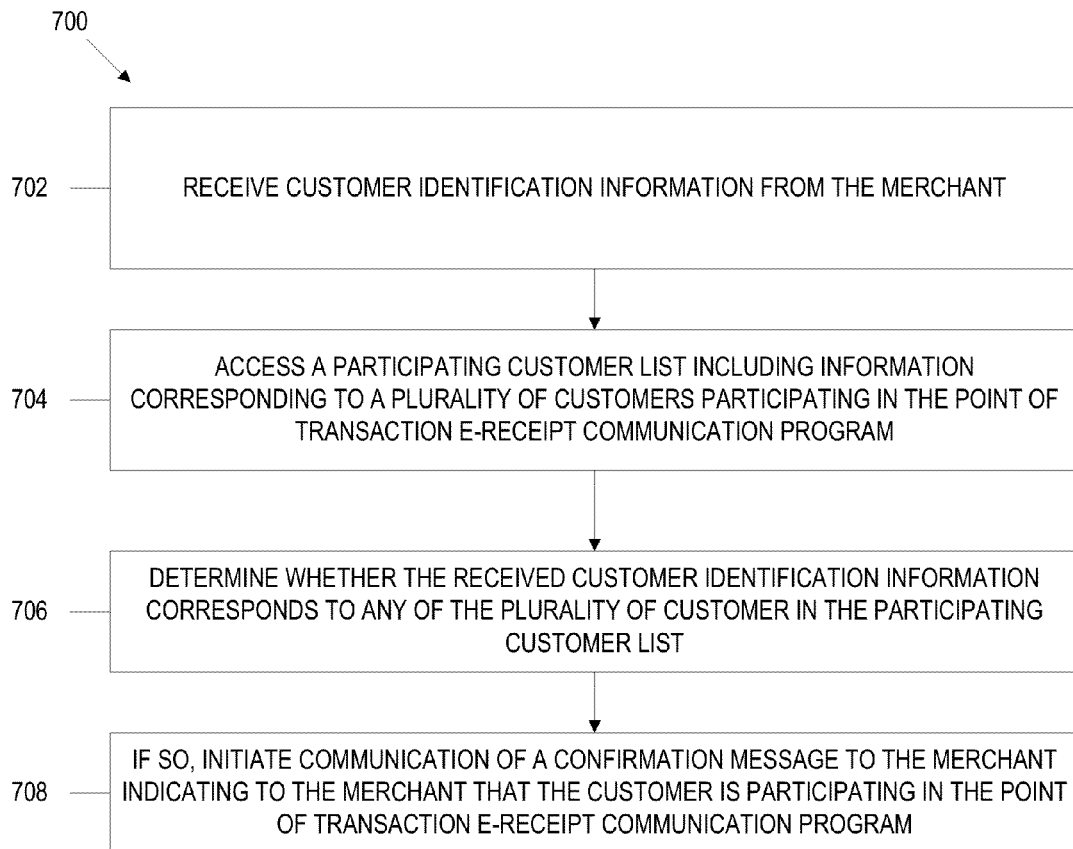 700
702
RECEIVE CUSTOMER IDENTIFICATION INFORMATION FROM THE MERCHANT
704
ACCESS A PARTICIPATING CUSTOMER LIST INCLUDING INFORMATION
CORRESPONDING TO A PLURALITY OF CUSTOMERS PARTICIPATING IN THE POINT OF
TRANSACTION E-RECEIPT COMMUNICATION PROGRAM
706
DETERMINE WHETHER THE RECEIVED CUSTOMER IDENTIFICATION INFORMATION
CORRESPONDS TO ANY OF THE PLURALITY OF CUSTOMER IN THE PARTICIPATING
CUSTOMER LIST
708
IF SO, INITIATE COMMUNICATION OF A CONFIRMATION MESSAGE TO THE MERCHANT
INDICATING TO THE MERCHANT THAT THE CUSTOMER IS PARTICIPATING IN THE POINT
OF TRANSACTION E-RECEIPT COMMUNICATION PROGRAM